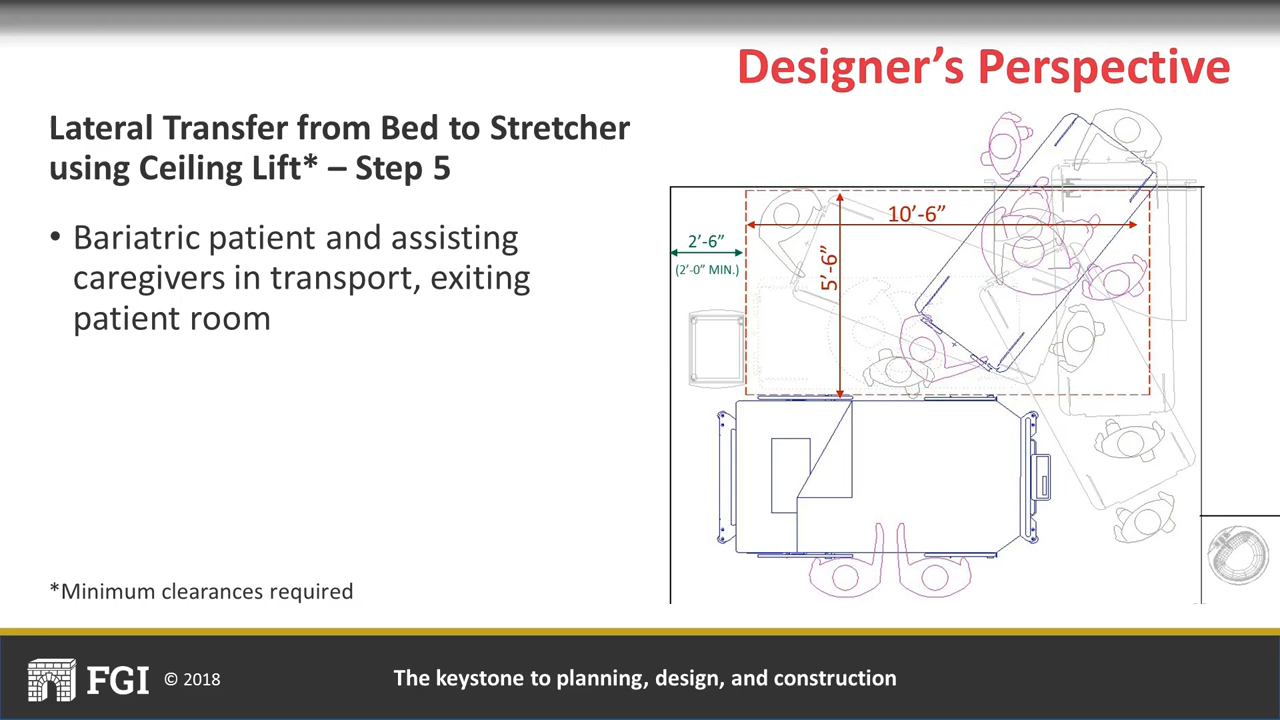 Designer’s Perspective
Lateral Transfer from Bed to Stretcher
using Ceiling Lift* – Step 5
• Bariatric patient and assisting
caregivers in transport, exiting
patient room
*Minimum clearances required
10’-6”
2’-6”
(2’-0” MIN.)
5’-6”
FGI © 2018
The keystone to planning, design, and construction